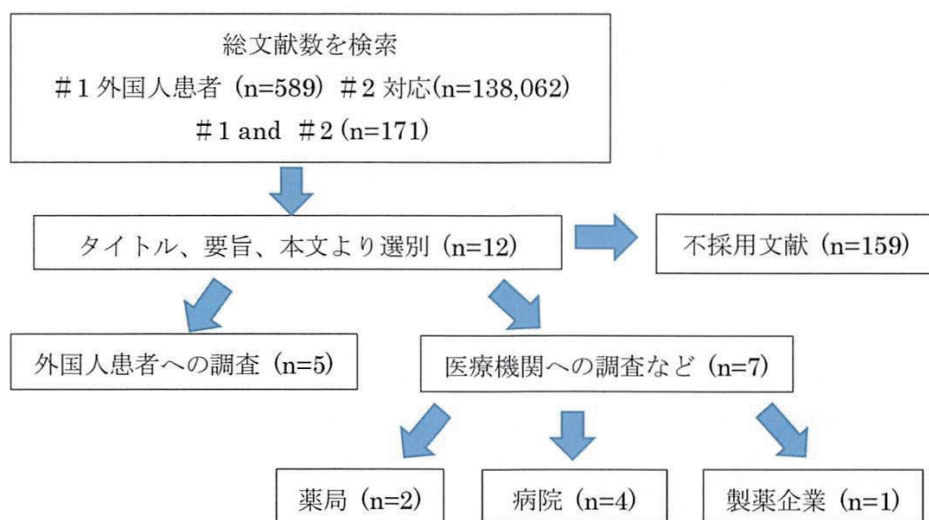 総文献数を検索
＃1外国人患者 (n=589) ＃2 対応(n=138,062)
＃1 and ＃2 (n=171)
タイトル、要旨、本文より選別 (n=12)
不採用文献 (n=159)
外国人患者への調査 (n=5)
医療機関への調査など (n=7)
薬局 (n=2)
病院 (n=4)
製薬企業 (n=1)